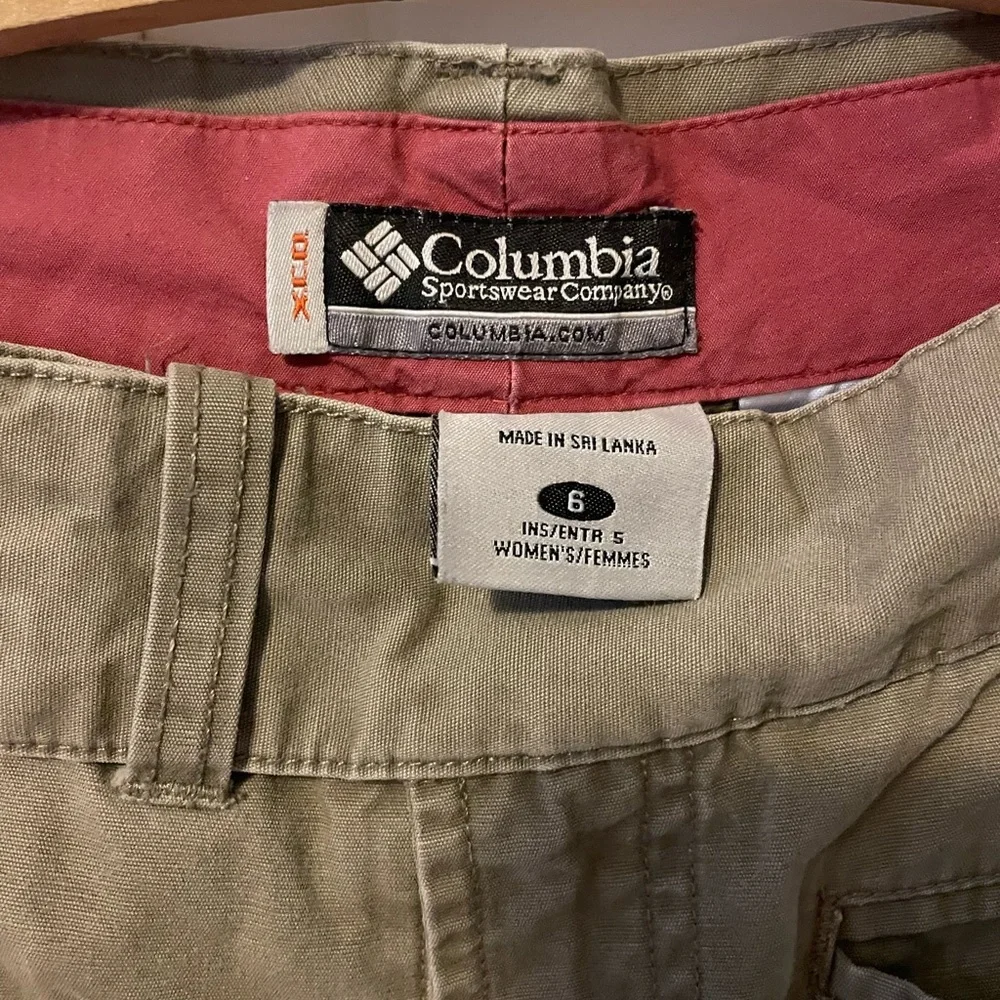 XCO.
Columbia
Sportswear Company®
COLUMBIA.COM
MADE IN SRI LANKA
6
INS/ENTR 5
WOMEN'S/FEMMES